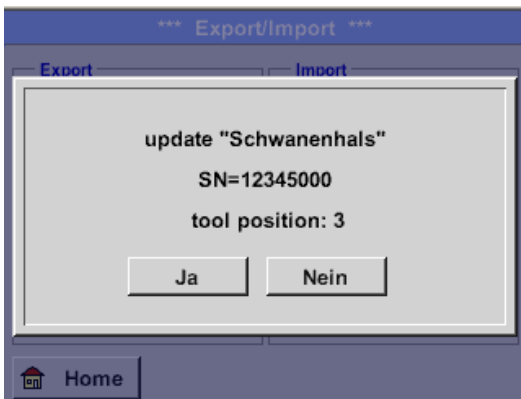 *** Export/Import ***
Export
Import
update "Schwanenhals"
SN=12345000
tool position: 3
Ja
Nein
Home